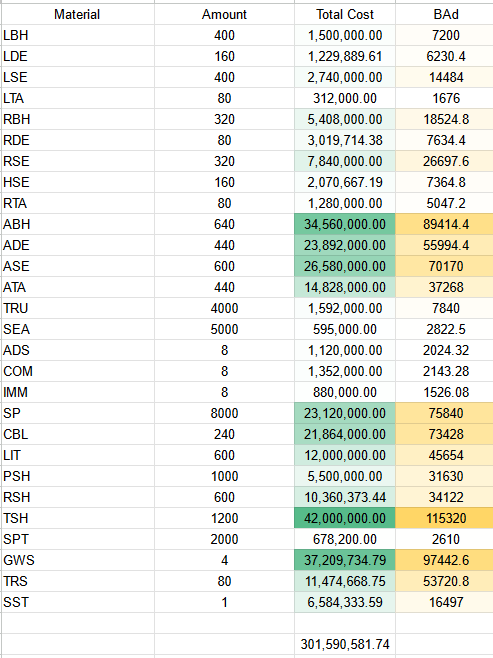 Material Amount Total Cost BAd
LBH 400 1,500,000.00 7200
LDE 160 1,229,889.61 6230.4
LSE 400 2,740,000.00 14484
LTA 80 312,000.00 1676
RBH 320 5,408,000.00 18524.8
RDE 80 3,019,714.38 7634.4
RSE 320 7,840,000.00 26697.6
HSE 160 2,070,667.19 7364.8
RTA 80 1,280,000.00 5047.2
ABH 640 34,560,000.00 89414.4
ADE 440 23,892,000.00 55994.4
ASE 600 26,580,000.00 70170
ATA 440 14,828,000.00 37268
TRU 4000 1,592,000.00 7840
SEA 5000 595,000.00 2822.5
ADS 8 1,120,000.00 2024.32
COM 8 1,352,000.00 2143.28
IMM 8 880,000.00 1526.08
SP 8000 23,120,000.00 75840
CBL 240 21,864,000.00 73428
LIT 600 12,000,000.00 45654
PSH 1000 5,500,000.00 31630
RSH 600 10,360,373.44 34122
TSH 1200 42,000,000.00 115320
SPT 2000 678,200.00 2610
GWS 4 37,209,734.79 97442.6
TRS 80 11,474,668.75 53720.8
SST 1 6,584,333.59 16497
301,590,581.74